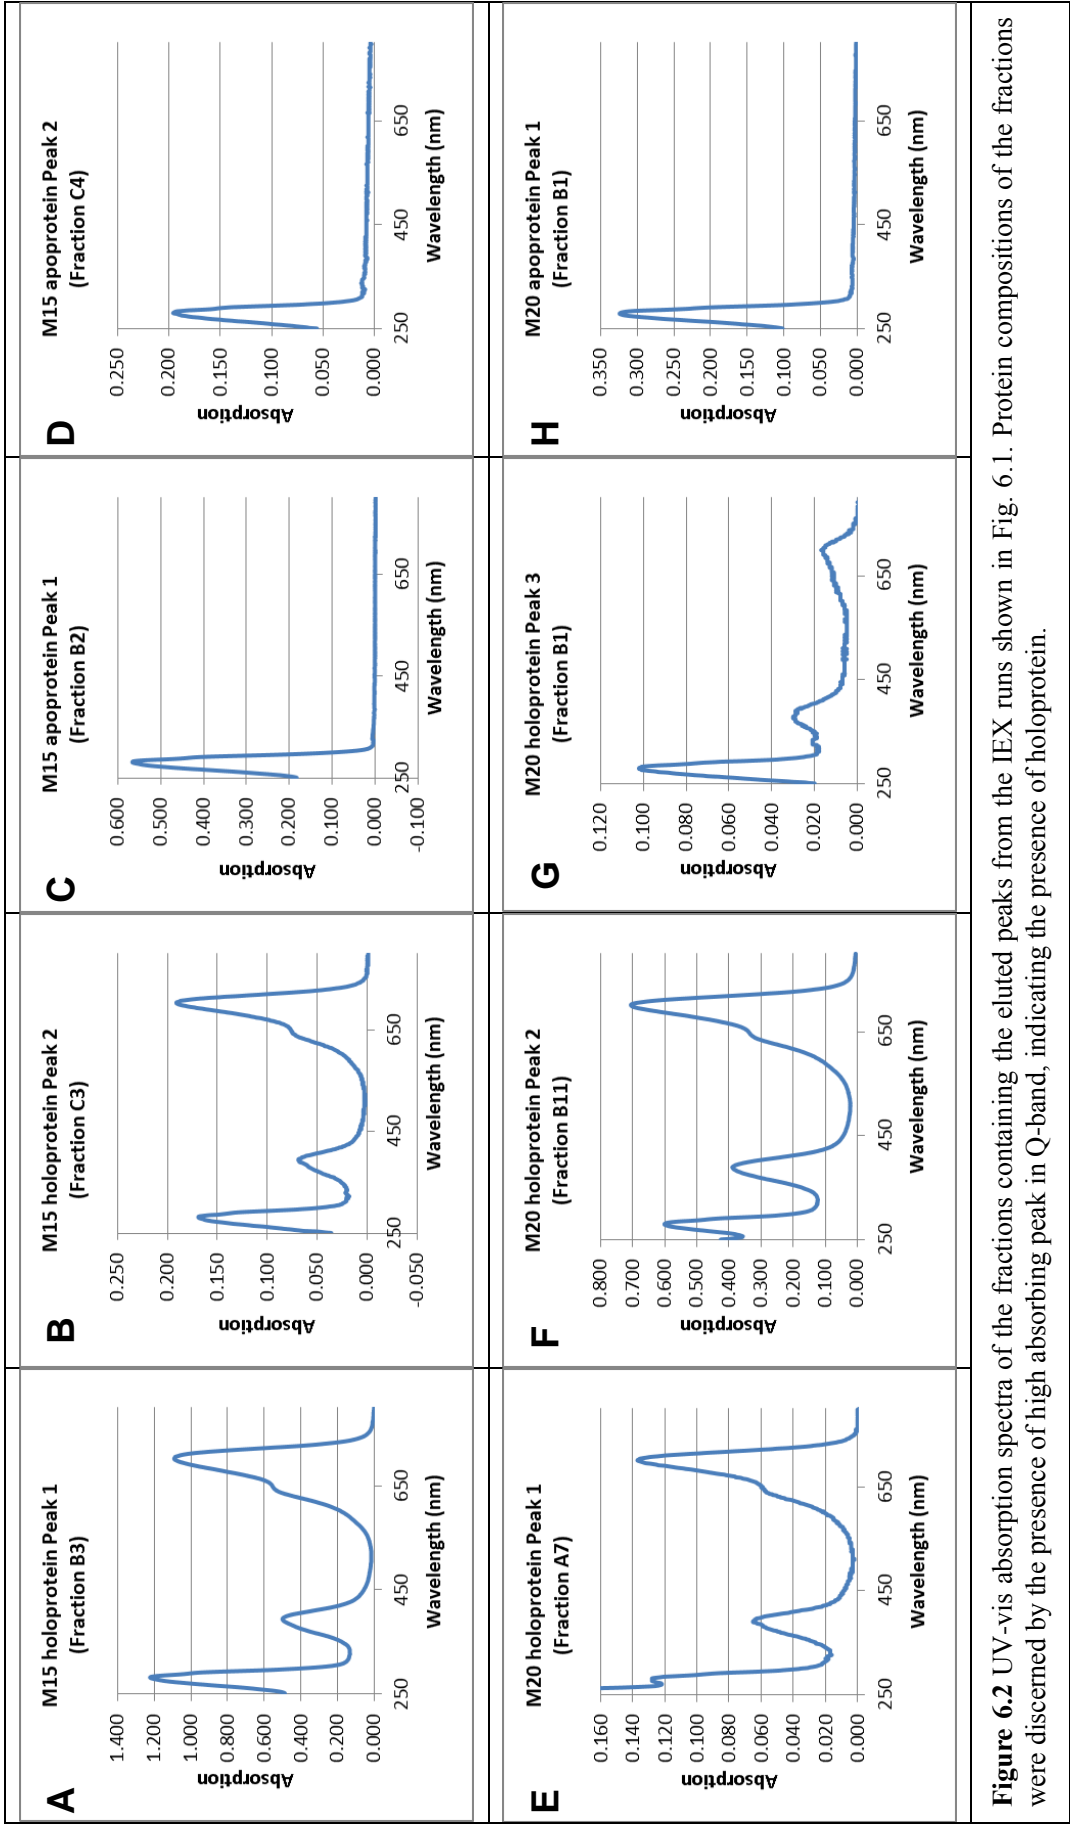 A
M15 holoprotein Peak 1
(Fraction B3)
Absorption
1.400
1.200
1.000
0.800
0.600
0.400
0.200
0.000
250
450
650
Wavelength (nm)
B
M15 holoprotein Peak 2
(Fraction C3)
Absorption
0.250
0.200
0.150
0.100
0.050
0.000
-0.050
250
450
650
Wavelength (nm)
C
M15 apoprotein Peak 1
(Fraction B2)
Absorption
0.600
0.500
0.400
0.300
0.200
0.100
0.000
-0.100
250
450
650
Wavelength (nm)
D
M15 apoprotein Peak 2
(Fraction C4)
Absorption
0.250
0.200
0.150
0.100
0.050
0.000
250
450
650
Wavelength (nm)
E
M20 holoprotein Peak 1
(Fraction A7)
Absorption
0.160
0.140
0.120
0.100
0.080
0.060
0.040
0.020
0.000
250
450
650
Wavelength (nm)
F
M20 holoprotein Peak 2
(Fraction B11)
Absorption
0.800
0.700
0.600
0.500
0.400
0.300
0.200
0.100
0.000
250
450
650
Wavelength (nm)
G
M20 holoprotein Peak 3
(Fraction B1)
Absorption
0.120
0.100
0.080
0.060
0.040
0.020
0.000
250
450
650
Wavelength (nm)
H
M20 apoprotein Peak 1
(Fraction B1)
Absorption
0.350
0.300
0.250
0.200
0.150
0.100
0.050
0.000
250
450
650
Wavelength (nm)
Figure 6.2 UV-vis absorption spectra of the fractions containing the eluted peaks from the IEX runs shown in Fig. 6.1. Protein compositions of the fractions
were discerned by the presence of high absorbing peak in Q-band, indicating the presence of holoprotein.